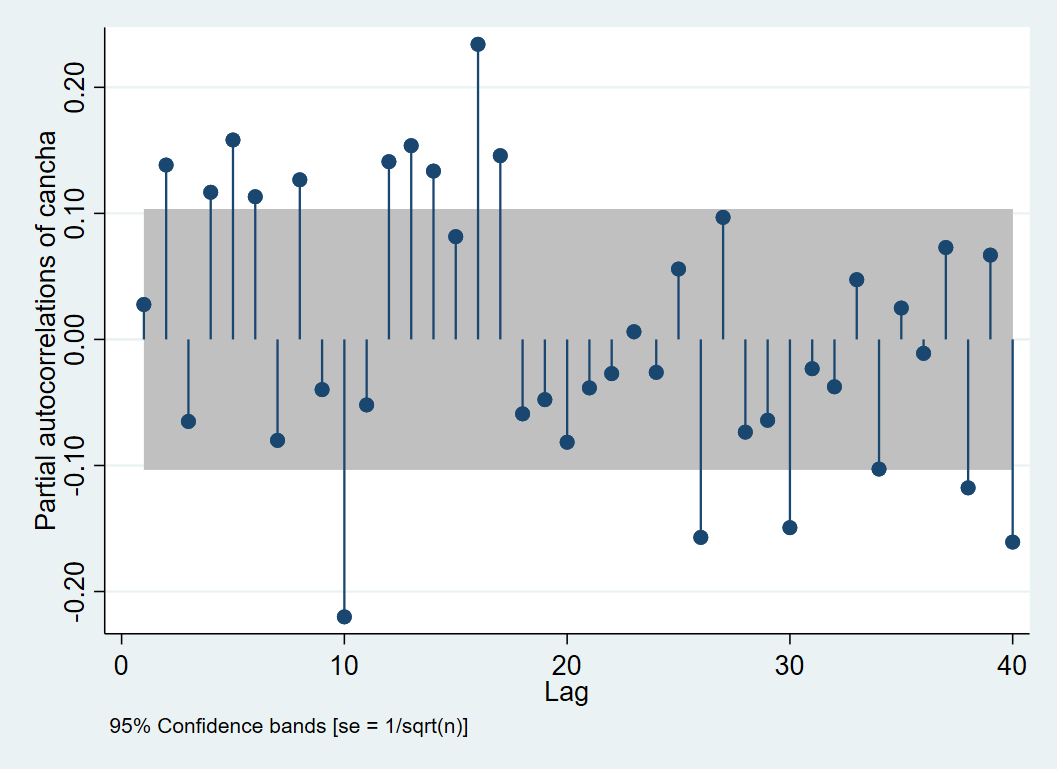 Partial autocorrelations of cancha
0.20
0.10
0.00
-0.10
-0.20
0 10 20 30 40
Lag
95% Confidence bands [se = 1/sqrt(n)]